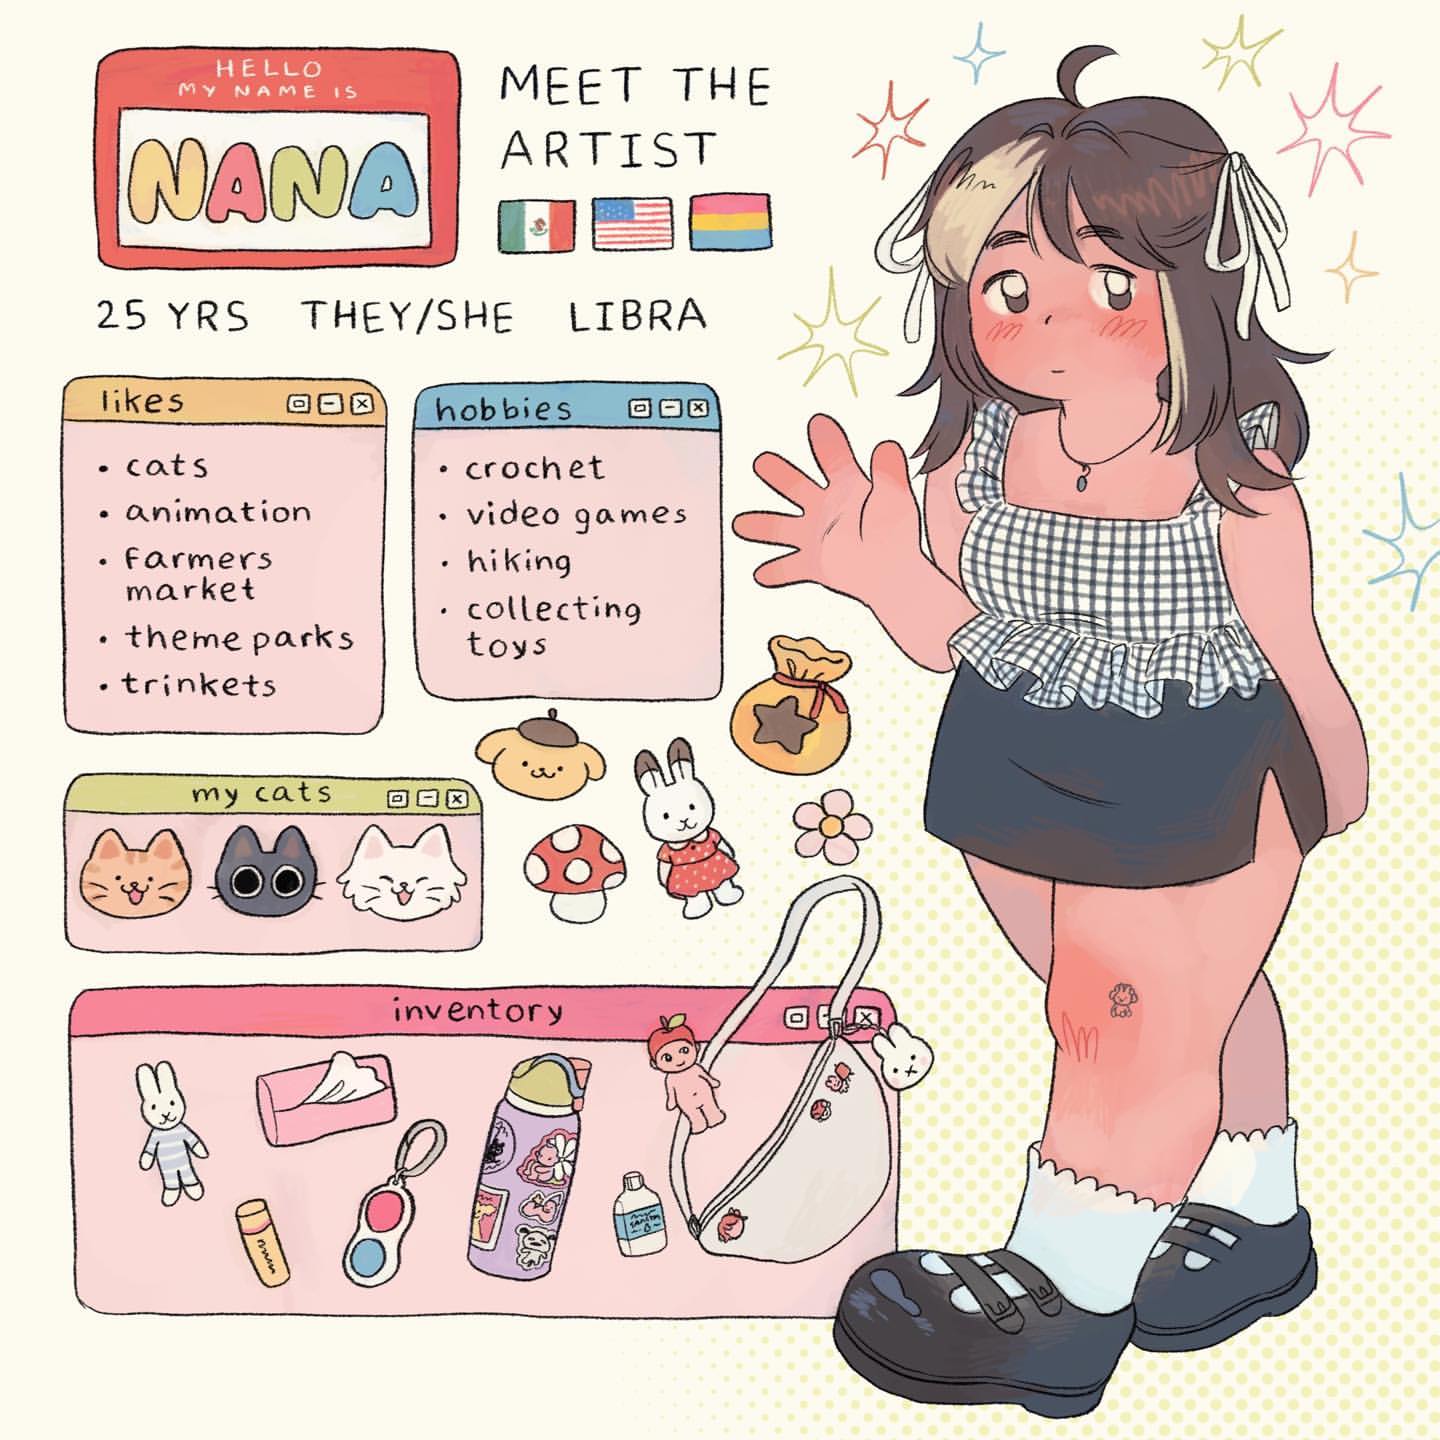 HELLO
MY NAME IS
NANA
MEET THE
ARTIST
25 YRS THEY/SHE LIBRA
likes
• cats
• animation
• farmers
market
• theme parks
• trinkets
hobbies
• crochet
• video games
• hiking
• collecting
toys
my cats
inventory